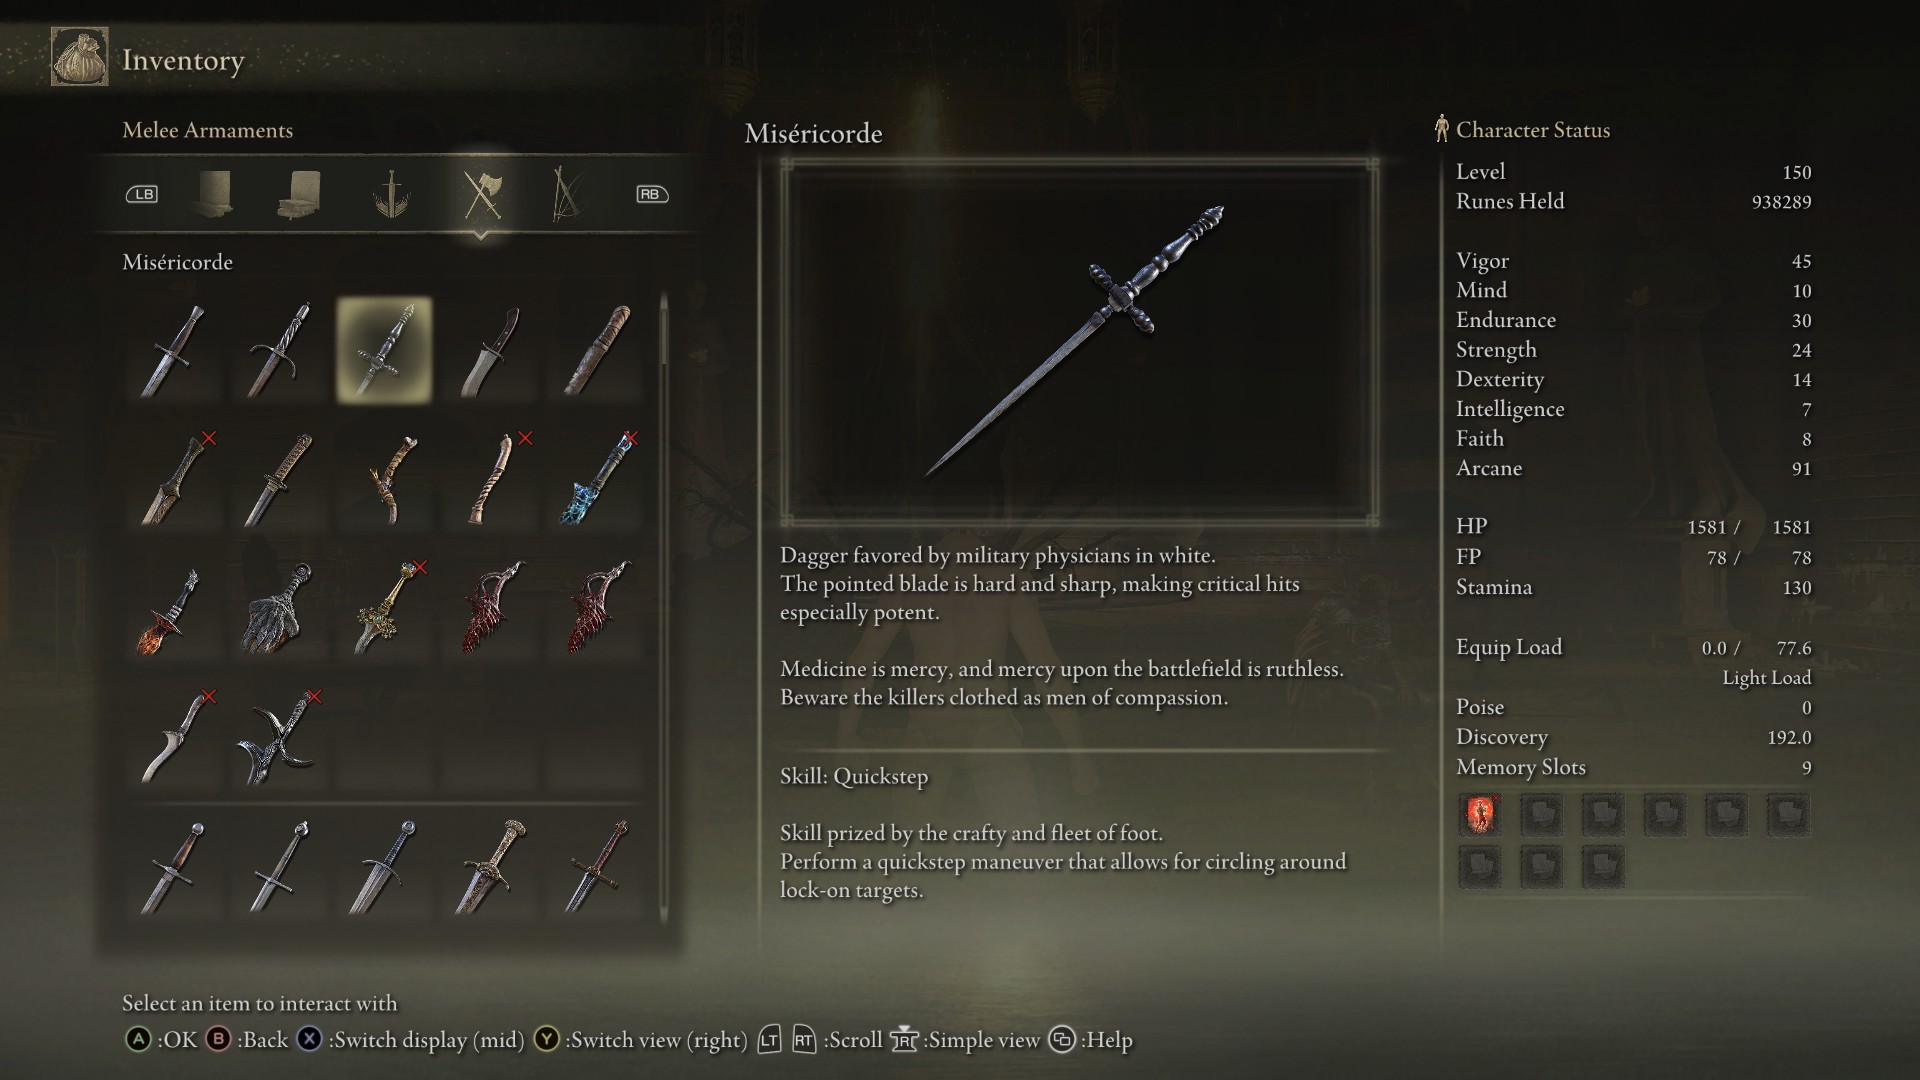 Inventory
Melee Armaments
LB
RB
Miséricorde
Miséricorde
Dagger favored by military physicians in white.
The pointed blade is hard and sharp, making critical hits
especially potent.
Medicine is mercy, and mercy upon the battlefield is ruthless.
Beware the killers clothed as men of compassion.
Skill: Quickstep
Skill prized by the crafty and fleet of foot.
Perform a quickstep maneuver that allows for circling around
lock-on targets.
Character Status
Level 150
Runes Held 938289
Vigor 45
Mind 10
Endurance 30
Strength 24
Dexterity 14
Intelligence 7
Faith 8
Arcane 91
HP 1581 / 1581
FP 78 / 78
Stamina 130
Equip Load 0.0 / 77.6
Light Load
Poise 0
Discovery 192.0
Memory Slots 9
Select an item to interact with
A :OK B :Back X :Switch display (mid) Y :Switch view (right) LT RT :Scroll R :Simple view :Help